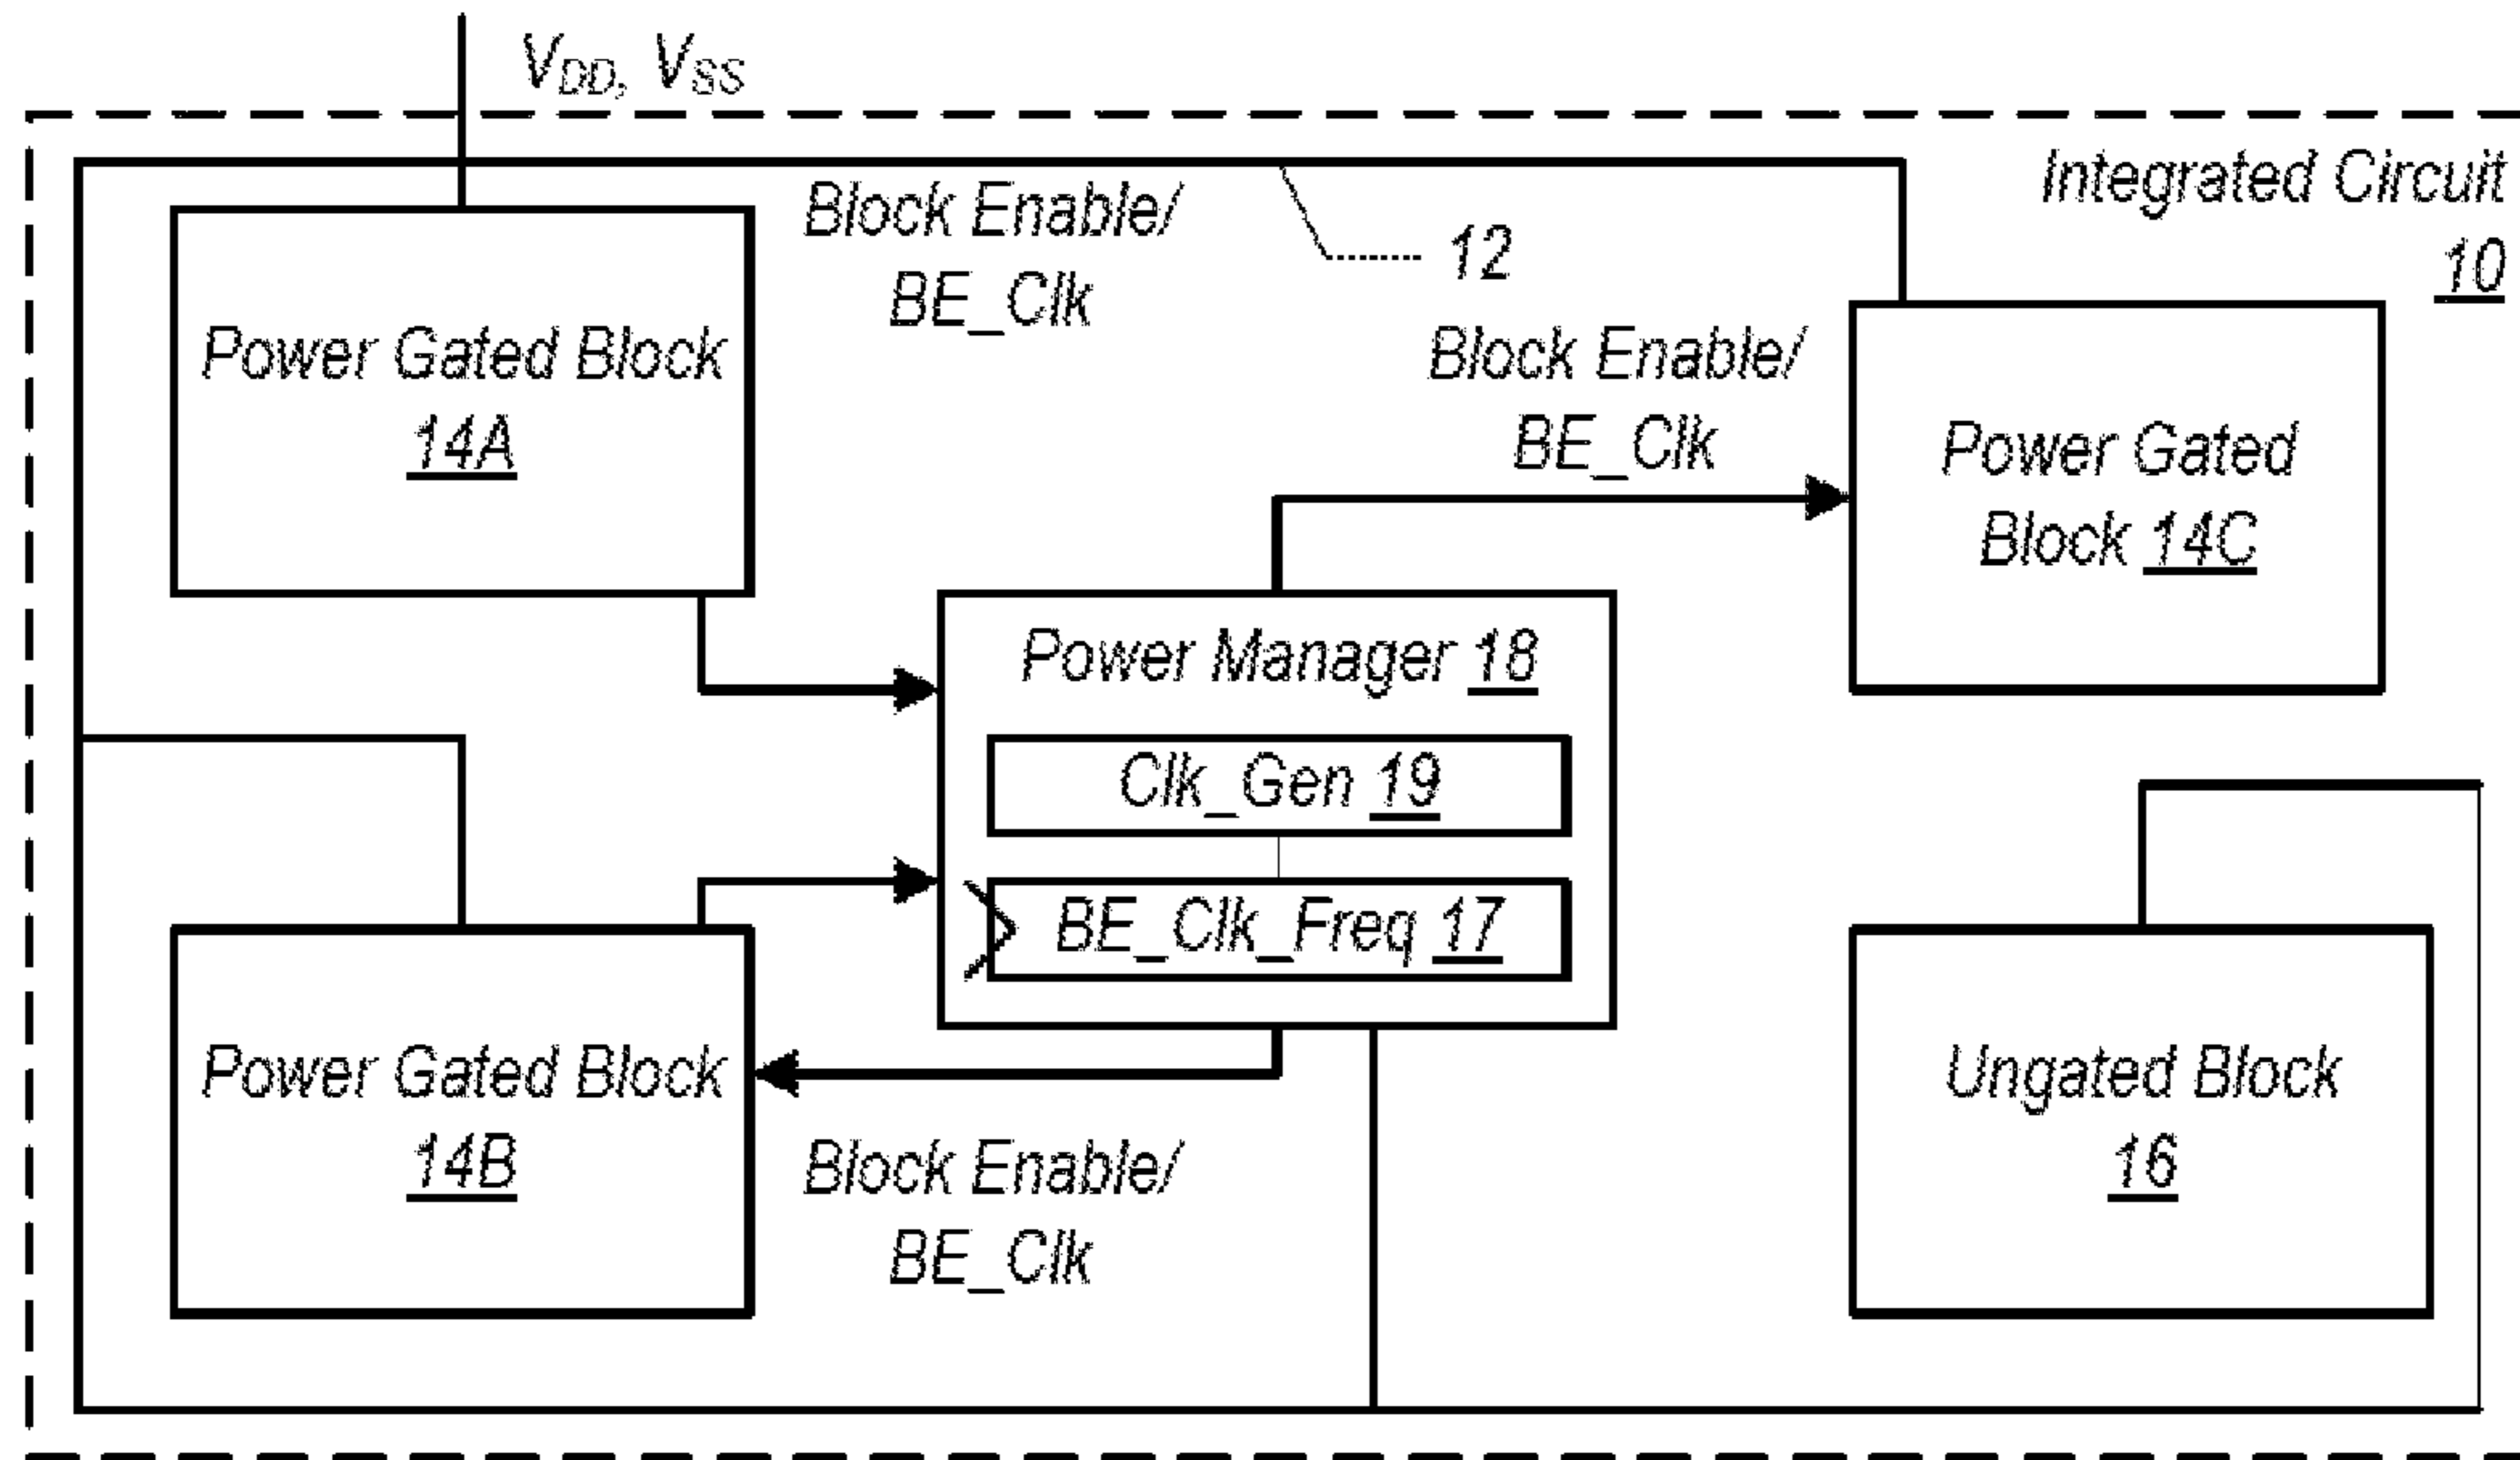 VDD, VSS
Integrated Circuit
10
Block Enable/
BE_Clk
12
Power Gated Block
14A
Block Enable/
BE_Clk
Power Gated
Block 14C
Power Manager 18
Clk_Gen 19
BE_Clk_Freq 17
Power Gated Block
14B
Block Enable/
BE_Clk
Ungated Block
16